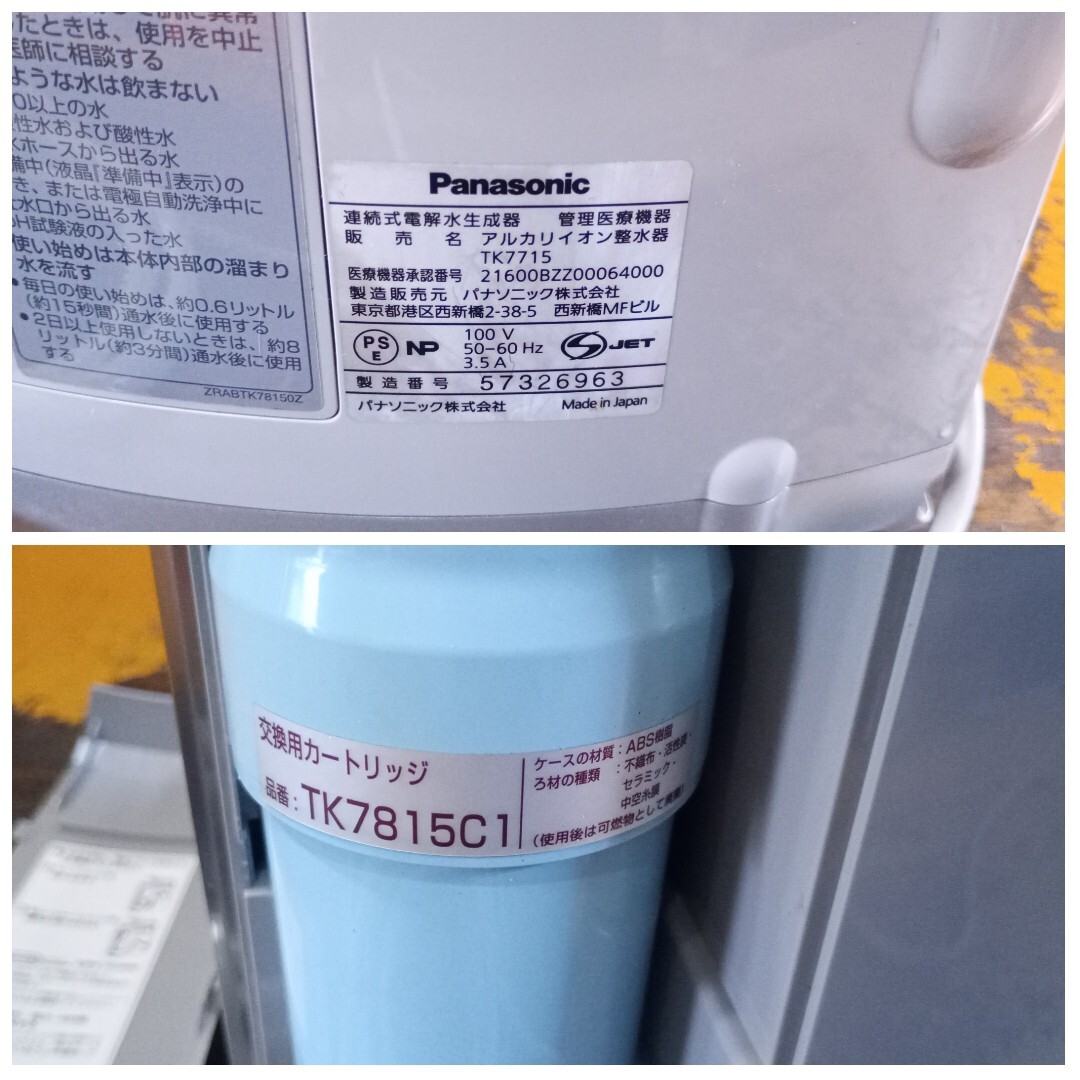 に異常
たときは、使用を中止
医師に相談する
ような水は飲まない
0以上の水
性水および酸性水
水ホースから出る水
備中(液晶『準備中』表示)の
き、または電極自動洗浄中に
水口から出る水
pH試験液の入った水
使い始めは本体内部の溜まり
水を流す
●毎日の使い始めは、約0.6リットル
(約15秒間)通水後に使用する
●2日以上使用しないときは、約8
リットル(約3分間)通水後に使用
する
ZRABTK78150Z
Panasonic
連続式電解水生成器 管理医療機器
販売名 アルカリイオン整水器
TK7715
医療機器承認番号 21600BZZ00064000
製造販売元 パナソニック株式会社
東京都港区西新橋2-38-5 西新橋MFビル
PSE NP 100 V
50-60 Hz
3.5 A
S JET
製造番号 57326963
パナソニック株式会社 Made in Japan
交換用カートリッジ
品番:TK7815C1
ケースの材質:ABS樹脂
ろ材の種類:不織布・活性炭・
セラミック・
中空糸膜
(使用後は可燃物として